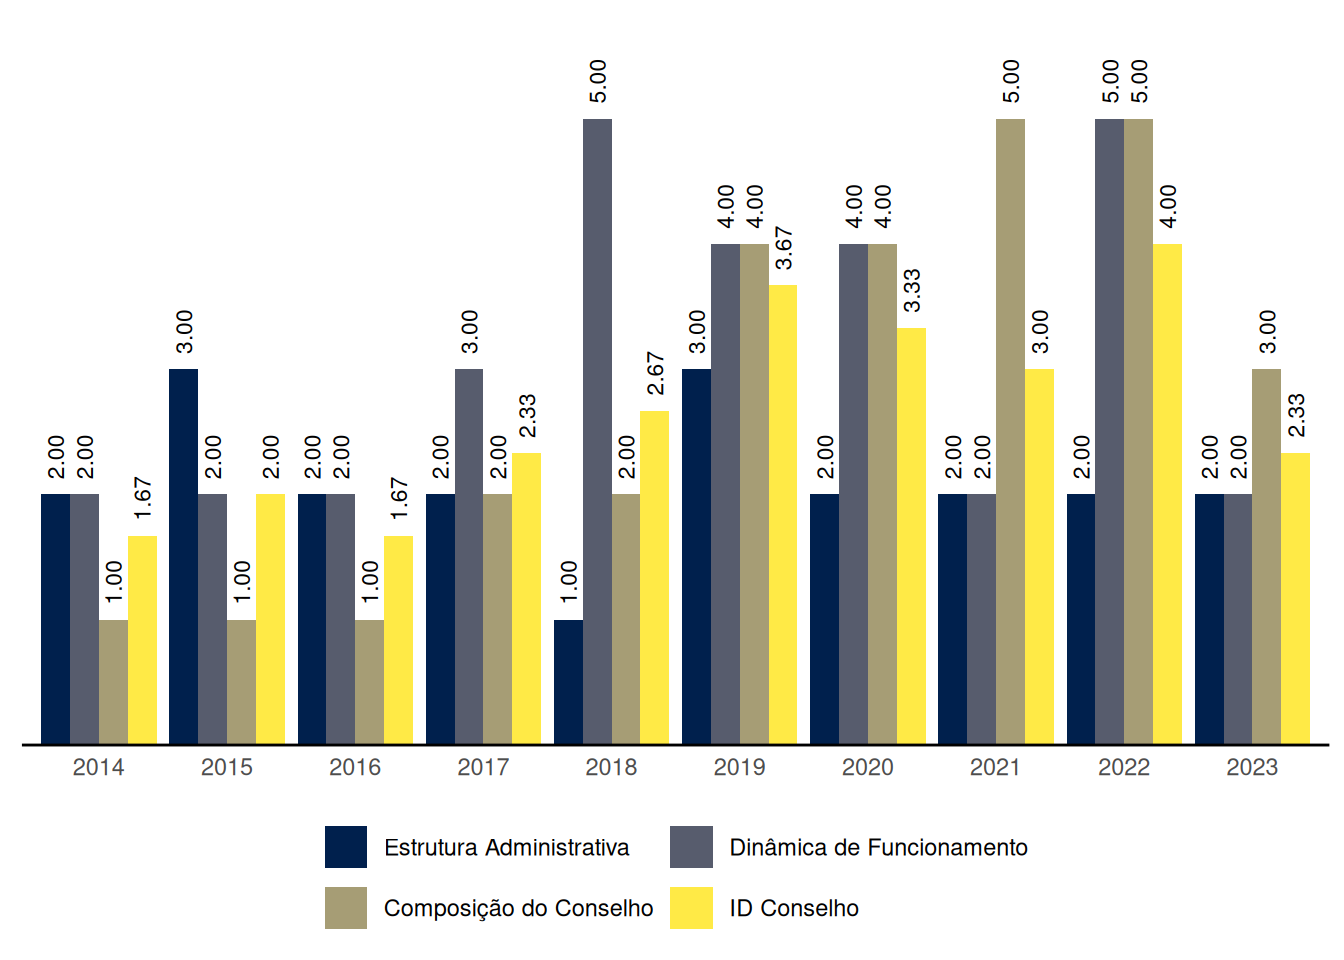 2.00 2.00 1.00 1.67 3.00 2.00 1.00 2.00 2.00 2.00 1.00 1.67 2.00 3.00 2.00 2.33 1.00 5.00 2.00 2.67 3.00 4.00 4.00 3.67 2.00 4.00 4.00 3.33 2.00 2.00 5.00 3.00 2.00 5.00 5.00 4.00 2.00 2.00 3.00 2.33
2014 2015 2016 2017 2018 2019 2020 2021 2022 2023
Estrutura Administrativa Dinâmica de Funcionamento
Composição do Conselho ID Conselho